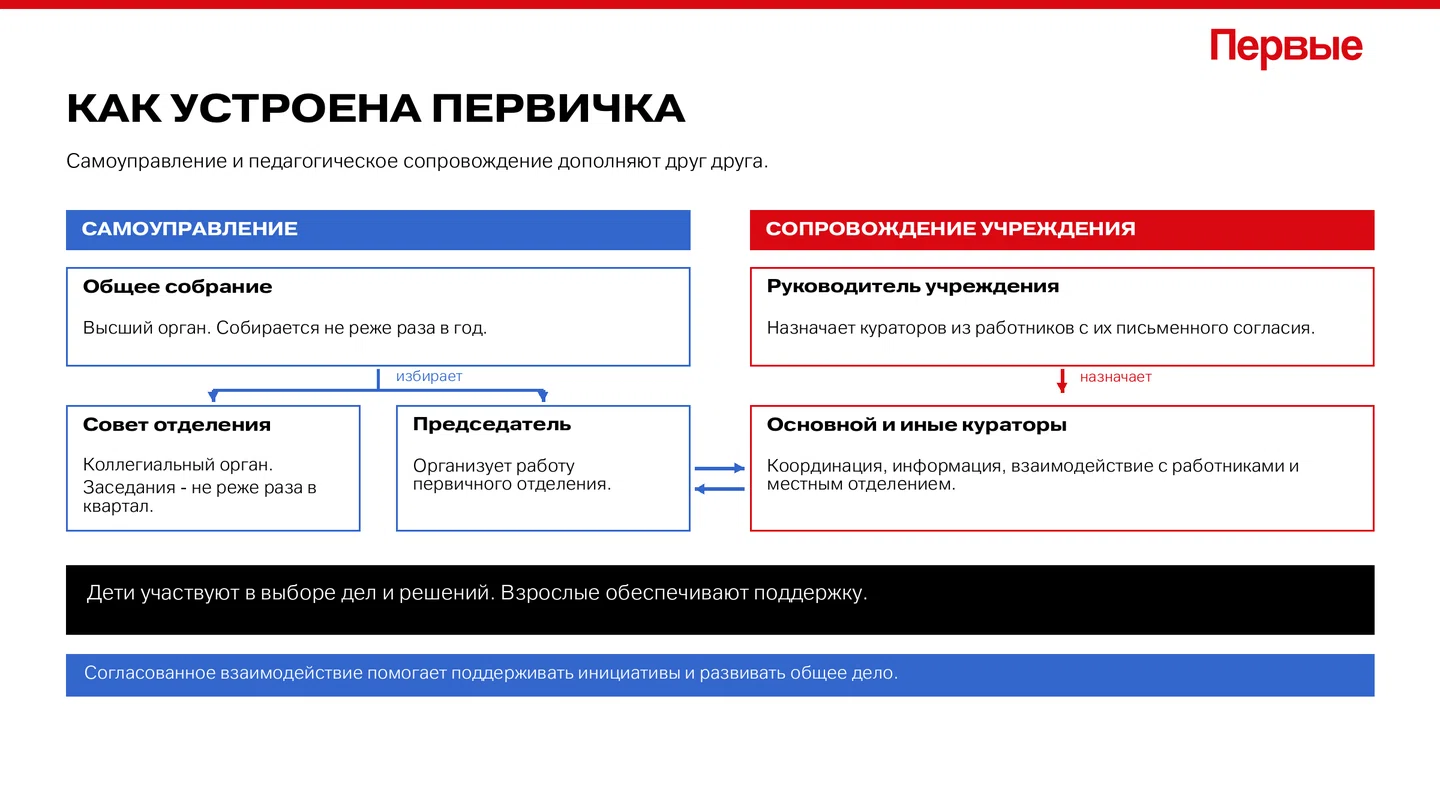 Первые
КАК УСТРОЕНА ПЕРВИЧКА
Самоуправление и педагогическое сопровождение дополняют друг друга.
САМОУПРАВЛЕНИЕ
Общее собрание
Высший орган. Собирается не реже раза в год.
избирает
Совет отделения
Коллегиальный орган.
Заседания - не реже раза в
квартал.
Председатель
Организует работу
первичного отделения.
СОПРОВОЖДЕНИЕ УЧРЕЖДЕНИЯ
Руководитель учреждения
Назначает кураторов из работников с их письменного согласия.
назначает
Основной и иные кураторы
Координация, информация, взаимодействие с работниками и
местным отделением.
Дети участвуют в выборе дел и решений. Взрослые обеспечивают поддержку.
Согласованное взаимодействие помогает поддерживать инициативы и развивать общее дело.